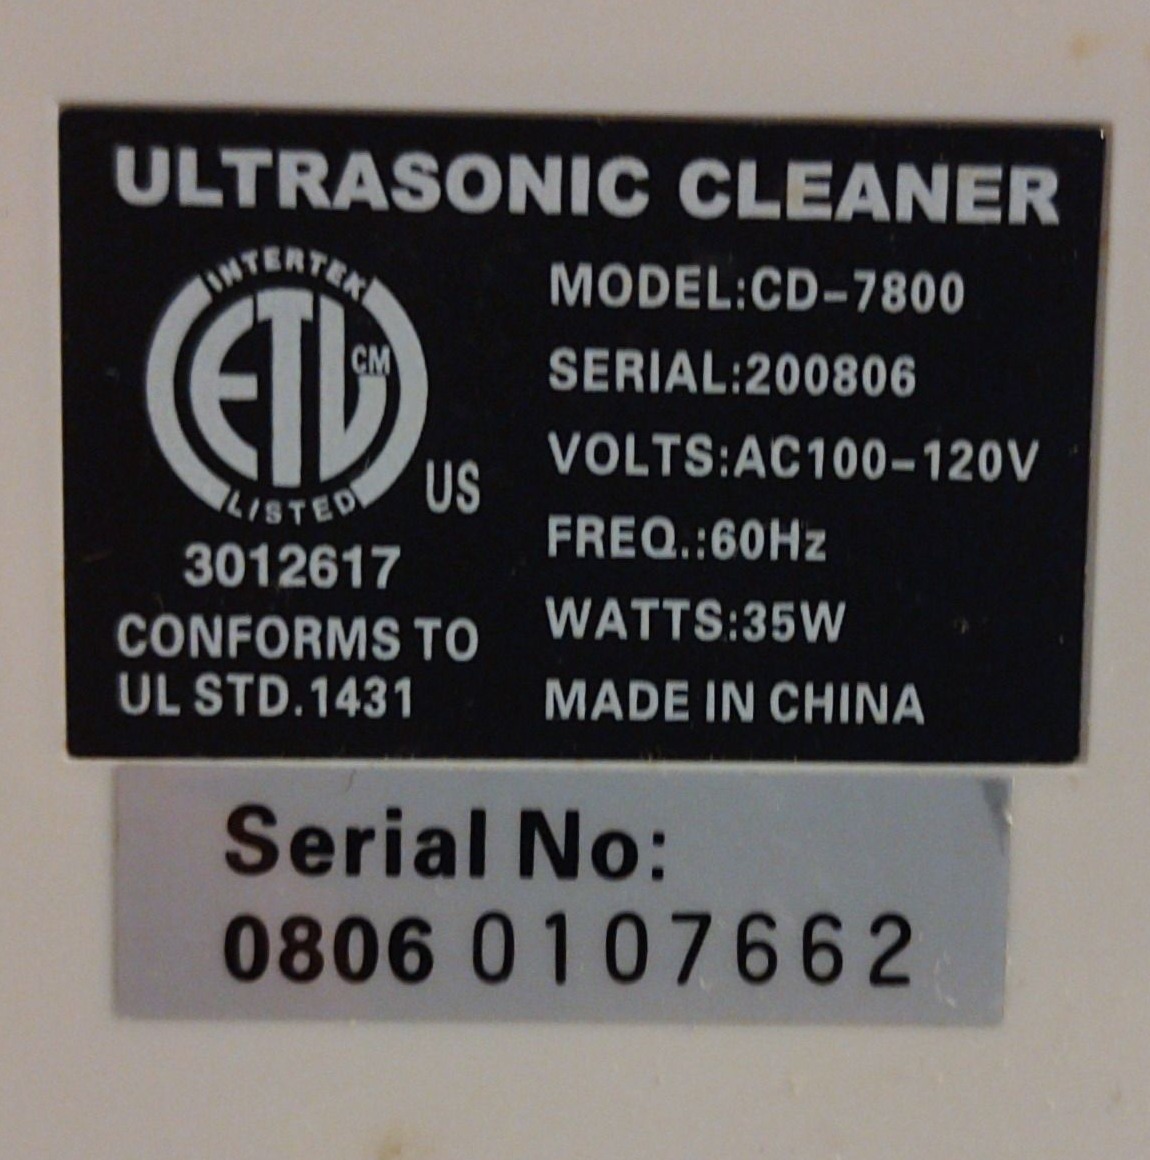 ULTRASONIC CLEANER
INTERTEK
ETL CM
LISTED
US
3012617
CONFORMS TO
UL STD.1431
MODEL:CD-7800
SERIAL:200806
VOLTS:AC100-120V
FREQ.:60Hz
WATTS:35W
MADE IN CHINA
Serial No:
0806 0107662